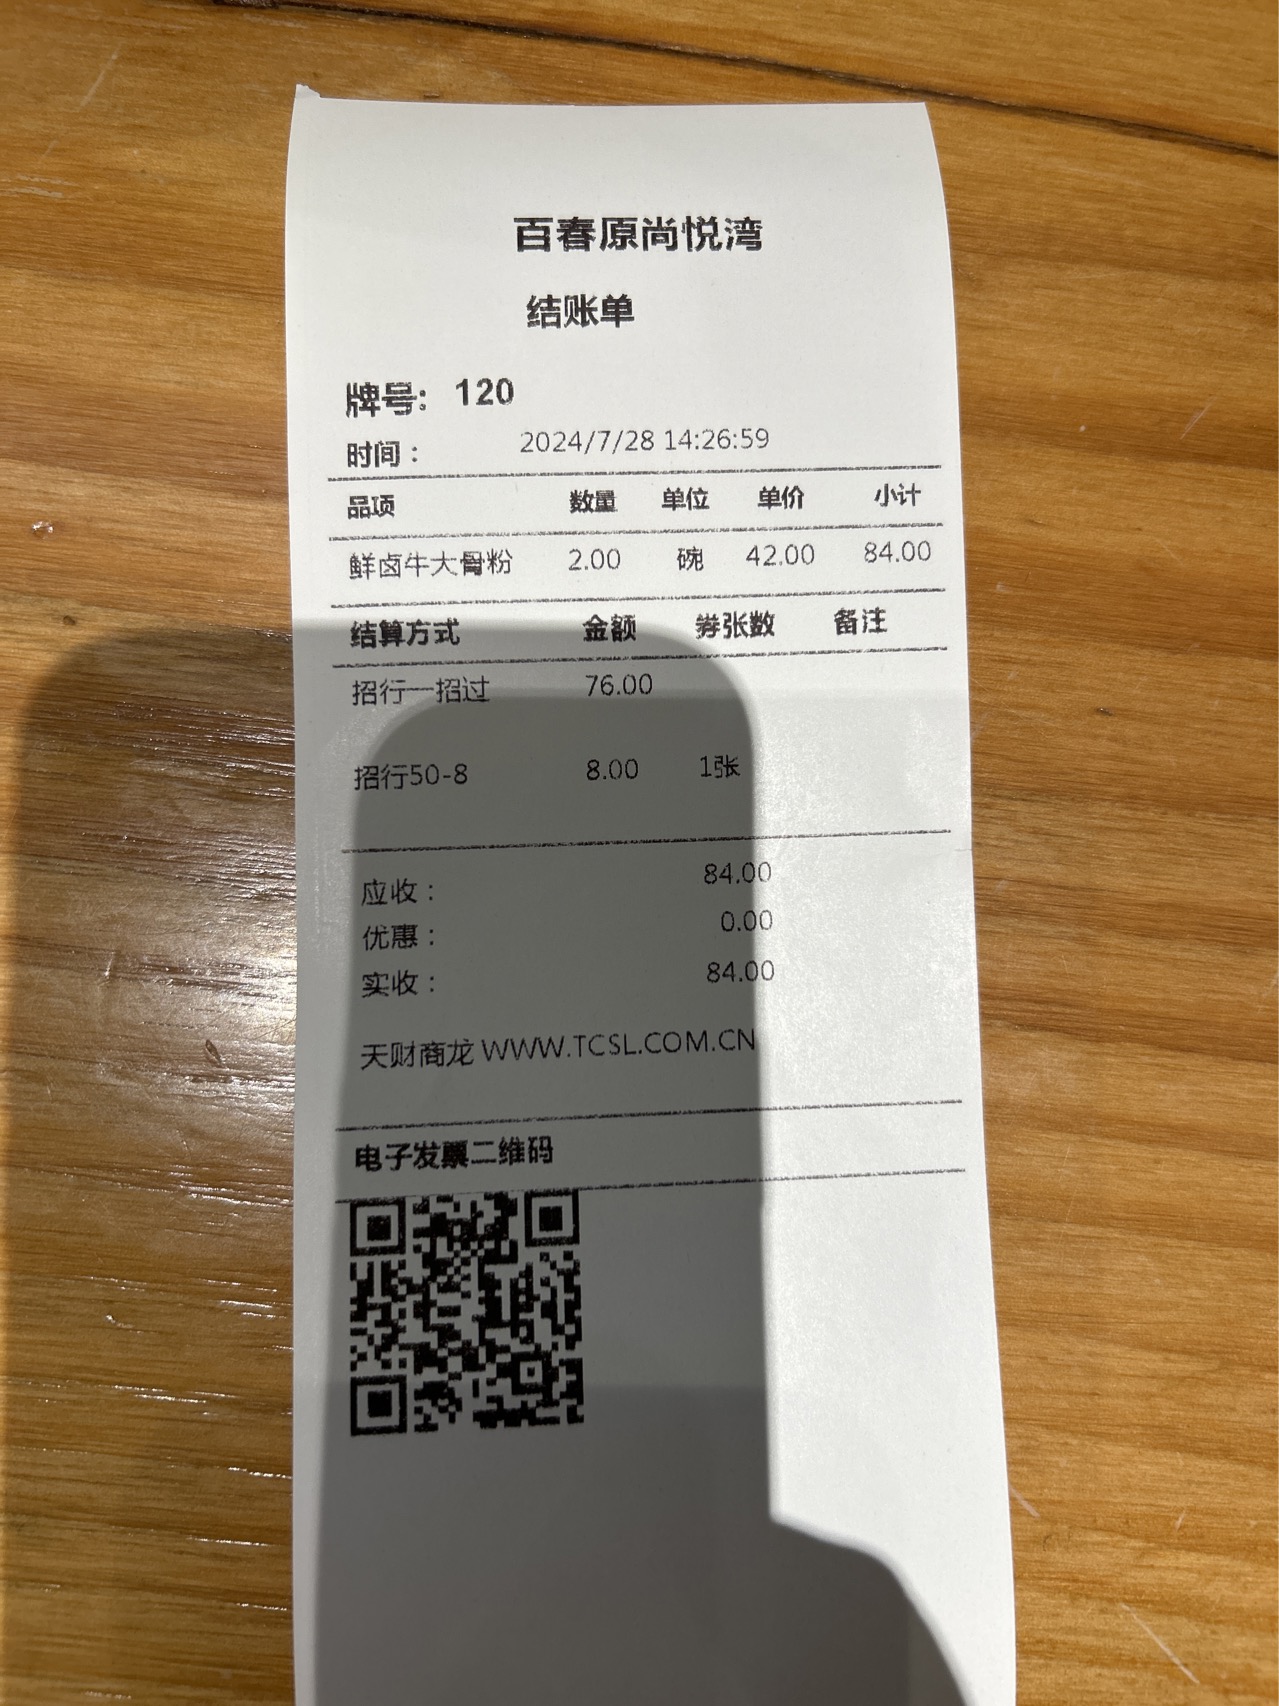 百春原尚悦湾
结账单
牌号: 120
时间： 2024/7/28 14:26:59
品项 数量 单位 单价 小计
鲜卤牛大骨粉 2.00 碗 42.00 84.00
结算方式 金额 券张数 备注
招行一招过 76.00
招行50-8 8.00 1张
应收： 84.00
优惠： 0.00
实收： 84.00
天财商龙 WWW.TCSL.COM.CN
电子发票二维码